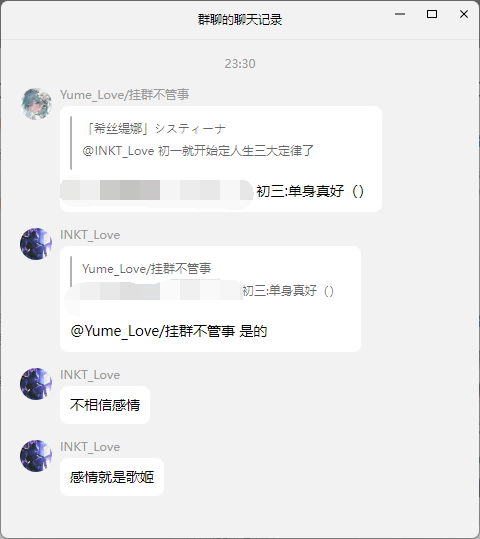 群聊的聊天记录
23:30
Yume_Love/挂群不管事
「希丝缇娜」システィーナ
@INKT_Love 初一就开始定人生三大定律了
初三:单身真好（）
INKT_Love
Yume_Love/挂群不管事
初三:单身真好（）
@Yume_Love/挂群不管事 是的
INKT_Love
不相信感情
INKT_Love
感情就是歌姬